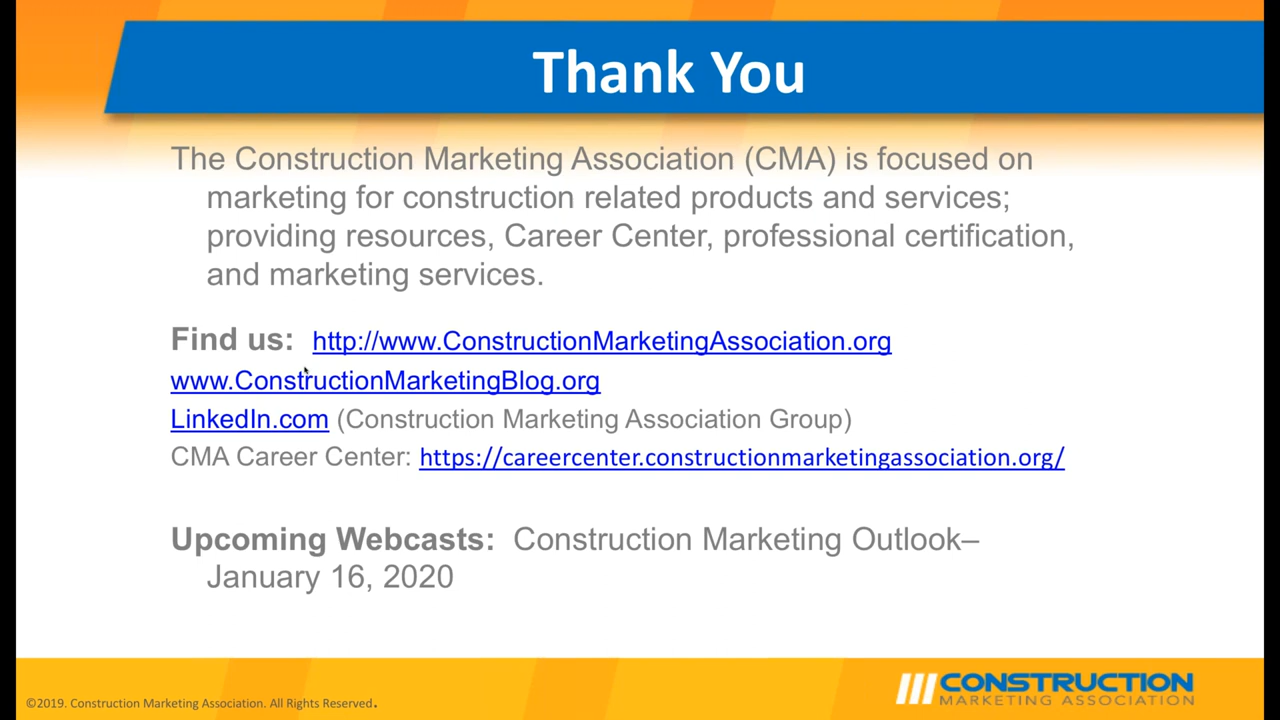 Thank You
The Construction Marketing Association (CMA) is focused on
marketing for construction related products and services;
providing resources, Career Center, professional certification,
and marketing services.
Find us: http://www.ConstructionMarketingAssociation.org
www.ConstructionMarketingBlog.org
LinkedIn.com (Construction Marketing Association Group)
CMA Career Center: https://careercenter.constructionmarketingassociation.org/
Upcoming Webcasts: Construction Marketing Outlook–
January 16, 2020
©2019. Construction Marketing Association. All Rights Reserved.
CONSTRUCTION
MARKETING ASSOCIATION